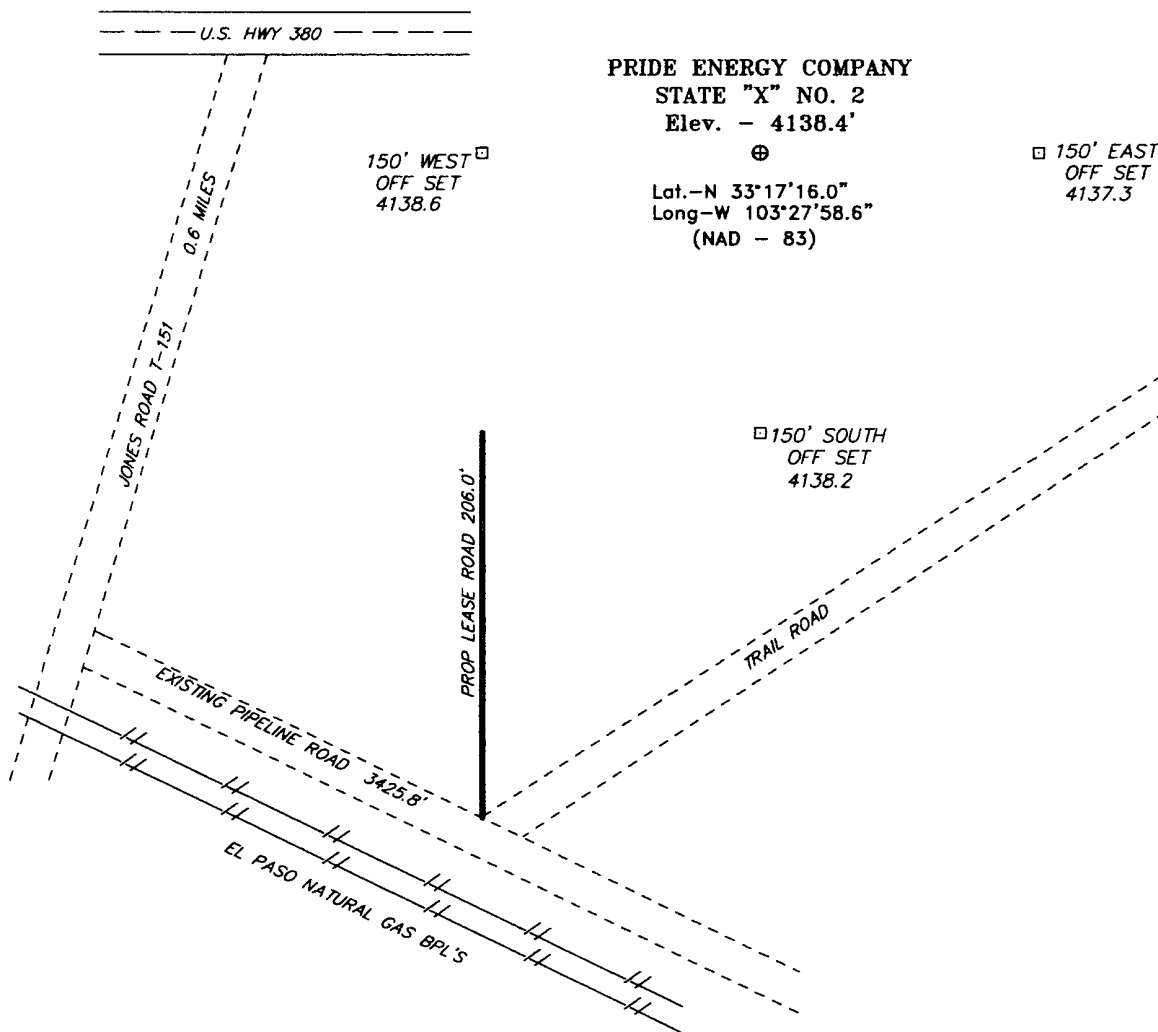 U.S. HWY 380
PRIDE ENERGY COMPANY
STATE "X" NO. 2
Elev. - 4138.4'
150' WEST
OFF SET
4138.6
150' EAST
OFF SET
4137.3
Lat.-N 33°17'16.0"
Long-W 103°27'58.6"
(NAD - 83)
0.6 MILES
JONES ROAD T-151
150' SOUTH
OFF SET
4138.2
PROP LEASE ROAD 206.0'
TRAIL ROAD
EXISTING PIPELINE ROAD 3425.8'
EL PASO NATURAL GAS BPL'S